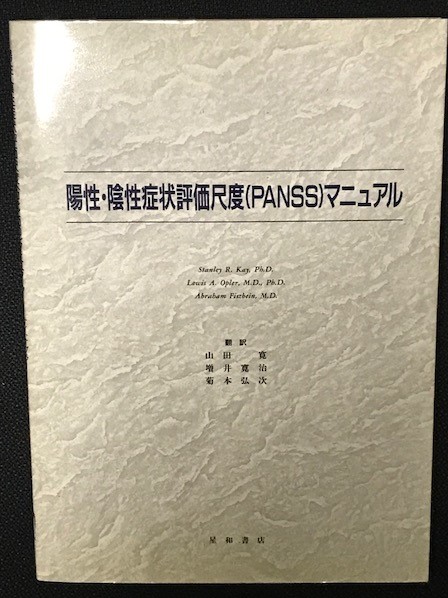 陽性・陰性症状評価尺度(PANSS)マニュアル
Stanley R. Kay, Ph.D.
Lewis A. Opler, M.D., Ph.D.
Abraham Fiszbein, M.D.
翻訳
山田 寛
増井寛治
菊本弘次
星和書店